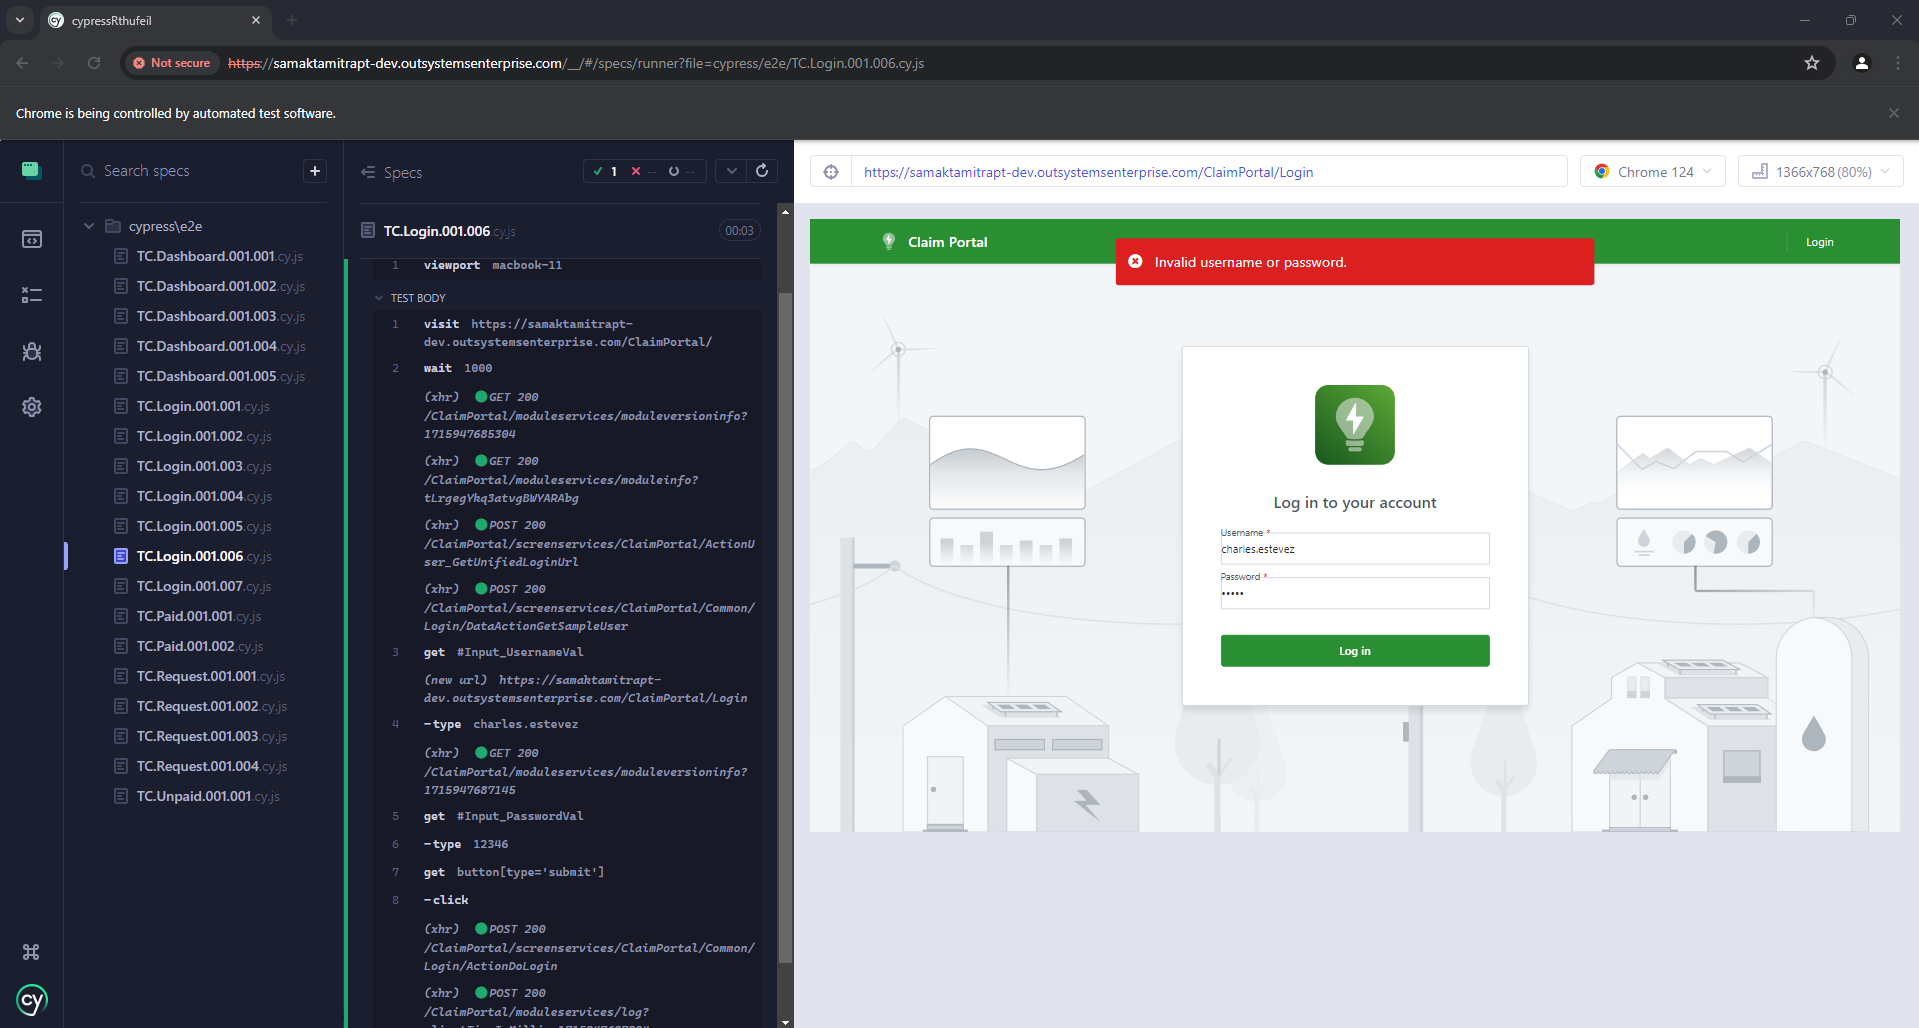 cypressRthufeil
Not secure
https://samaktamitrapt-dev.outsystemsenterprise.com/__/#/specs/runner?file=cypress/e2e/TC.Login.001.006.cy.js
Chrome is being controlled by automated test software.
Search specs
cypress\e2e
TC.Dashboard.001.001.cy.js
TC.Dashboard.001.002.cy.js
TC.Dashboard.001.003.cy.js
TC.Dashboard.001.004.cy.js
TC.Dashboard.001.005.cy.js
TC.Login.001.001.cy.js
TC.Login.001.002.cy.js
TC.Login.001.003.cy.js
TC.Login.001.004.cy.js
TC.Login.001.005.cy.js
TC.Login.001.006.cy.js
TC.Login.001.007.cy.js
TC.Paid.001.001.cy.js
TC.Paid.001.002.cy.js
TC.Request.001.001.cy.js
TC.Request.001.002.cy.js
TC.Request.001.003.cy.js
TC.Request.001.004.cy.js
TC.Unpaid.001.001.cy.js
cy
Specs
1 -- --
TC.Login.001.006.cy.js 00:03
1 viewport macbook-11
TEST BODY
1 visit https://samaktamitrapt-
dev.outsystemsenterprise.com/ClaimPortal/
2 wait 1000
(xhr) GET 200
/ClaimPortal/moduleservices/moduleversioninfo?
1715947685304
(xhr) GET 200
/ClaimPortal/moduleservices/moduleinfo?
tLrgegYkq3atvgBWYARAbg
(xhr) POST 200
/ClaimPortal/screenservices/ClaimPortal/ActionU
ser_GetUnifiedLoginUrl
(xhr) POST 200
/ClaimPortal/screenservices/ClaimPortal/Common/
Login/DataActionGetSampleUser
3 get #Input_UsernameVal
(new url) https://samaktamitrapt-
dev.outsystemsenterprise.com/ClaimPortal/Login
4 -type charles.estevez
(xhr) GET 200
/ClaimPortal/moduleservices/moduleversioninfo?
1715947687145
5 get #Input_PasswordVal
6 -type 12346
7 get button[type='submit']
8 -click
(xhr) POST 200
/ClaimPortal/screenservices/ClaimPortal/Common/
Login/ActionDoLogin
(xhr) POST 200
/ClaimPortal/moduleservices/log?
https://samaktamitrapt-dev.outsystemsenterprise.com/ClaimPortal/Login
Chrome 124
1366x768 (80%)
Claim Portal
Login
Invalid username or password.
Log in to your account
Username *
charles.estevez
Password *
•••••
Log in